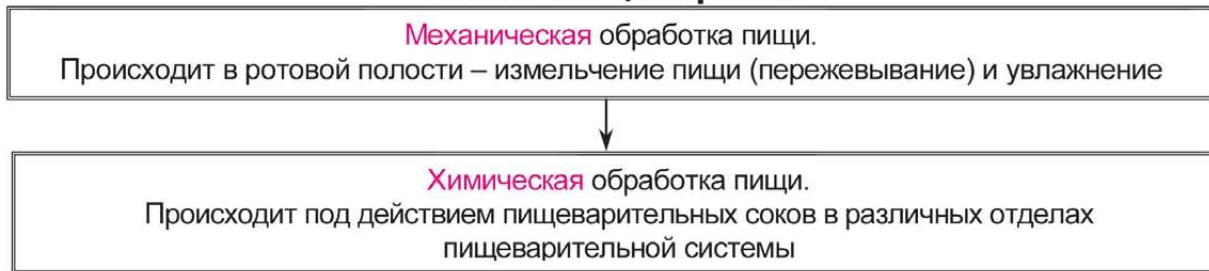 Механическая обработка пищи.
Происходит в ротовой полости – измельчение пищи (пережевывание) и увлажнение
Химическая обработка пищи.
Происходит под действием пищеварительных соков в различных отделах
пищеварительной системы